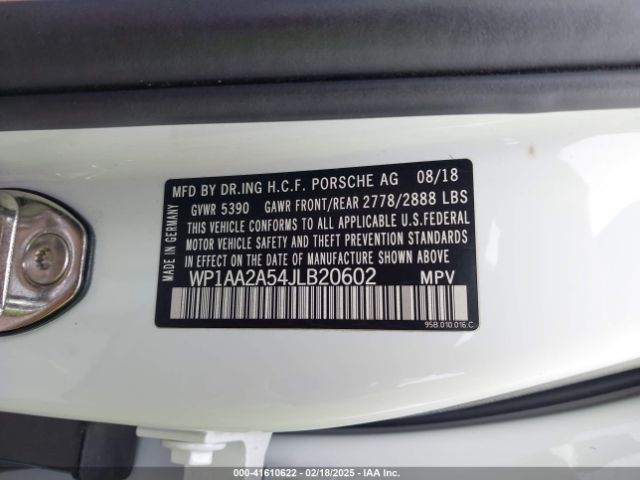 MFD BY DR.ING H.C.F. PORSCHE AG 08/18
GVWR 5390 GAWR FRONT/REAR 2778/2888 LBS
THIS VEHICLE CONFORMS TO ALL APPLICABLE U.S.FEDERAL
MOTOR VEHICLE SAFETY AND THEFT PREVENTION STANDARDS
IN EFFECT ON THE DATE OF MANUFACTURE SHOWN ABOVE.
WP1AA2A54JLB20602 MPV
MADE IN GERMANY
95B.010.016.C
000-41610622 - 02/18/2025 - IAA Inc.